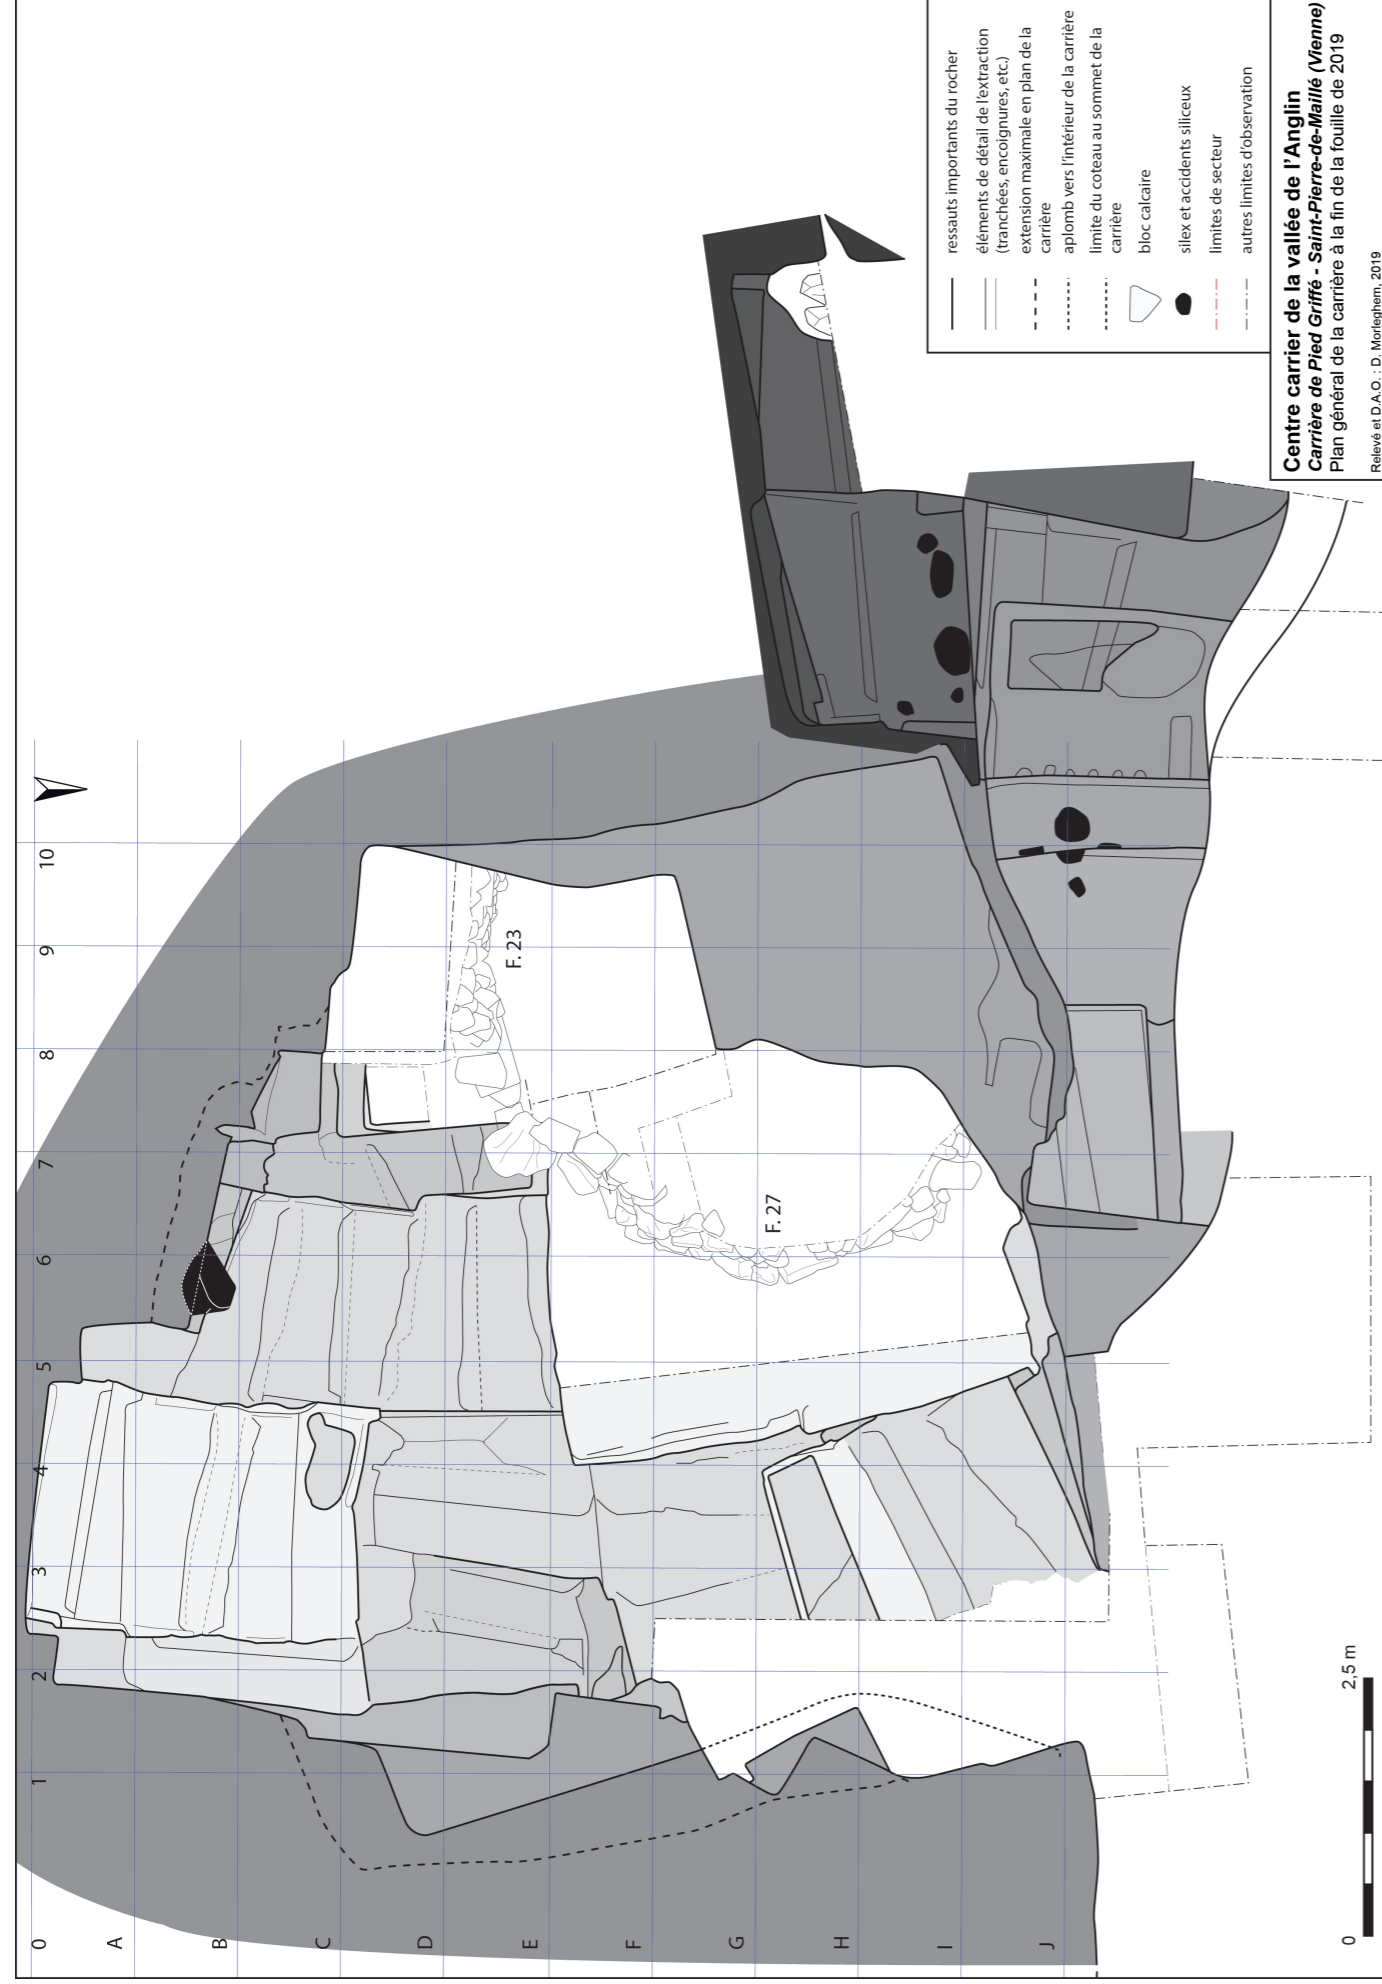 ressauts importants du rocher
éléments de détail de l'extraction
(tranchées, encoignures, etc.)
extension maximale en plan de la
carrière
aplomb vers l'intérieur de la carrière
limite du coteau au sommet de la
carrière
bloc calcaire
silex et accidents siliceux
limites de secteur
autres limites d'observation
Centre carrier de la vallée de l'Anglin
Carrière de Pied Griffé - Saint-Pierre-de-Maillé (Vienne)
Plan général de la carrière à la fin de la fouille de 2019
Relevé et D.A.O. : D. Morleghem, 2019
0 1 2 3 4 5 6 7 8 9 10
A
B
C
D
E
F
G
H
I
J
F. 23
F. 27
0 2,5 m